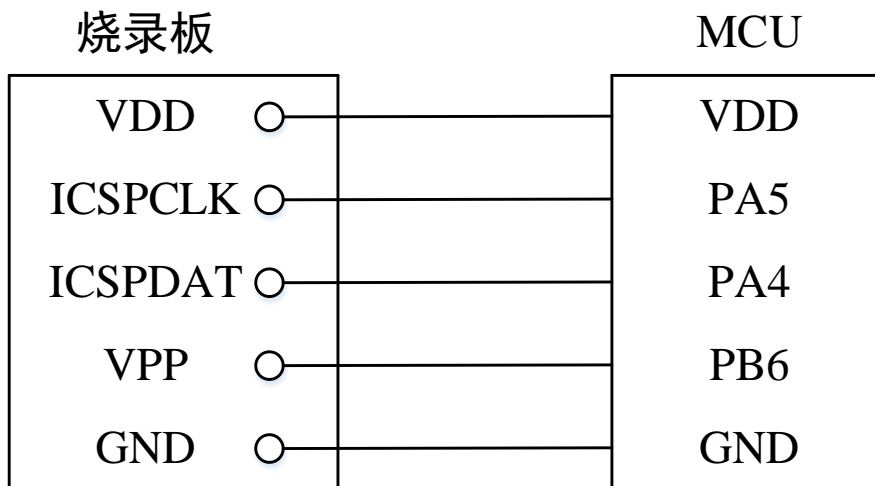 烧录板 MCU
VDD VDD
ICSPCLK PA5
ICSPDAT PA4
VPP PB6
GND GND